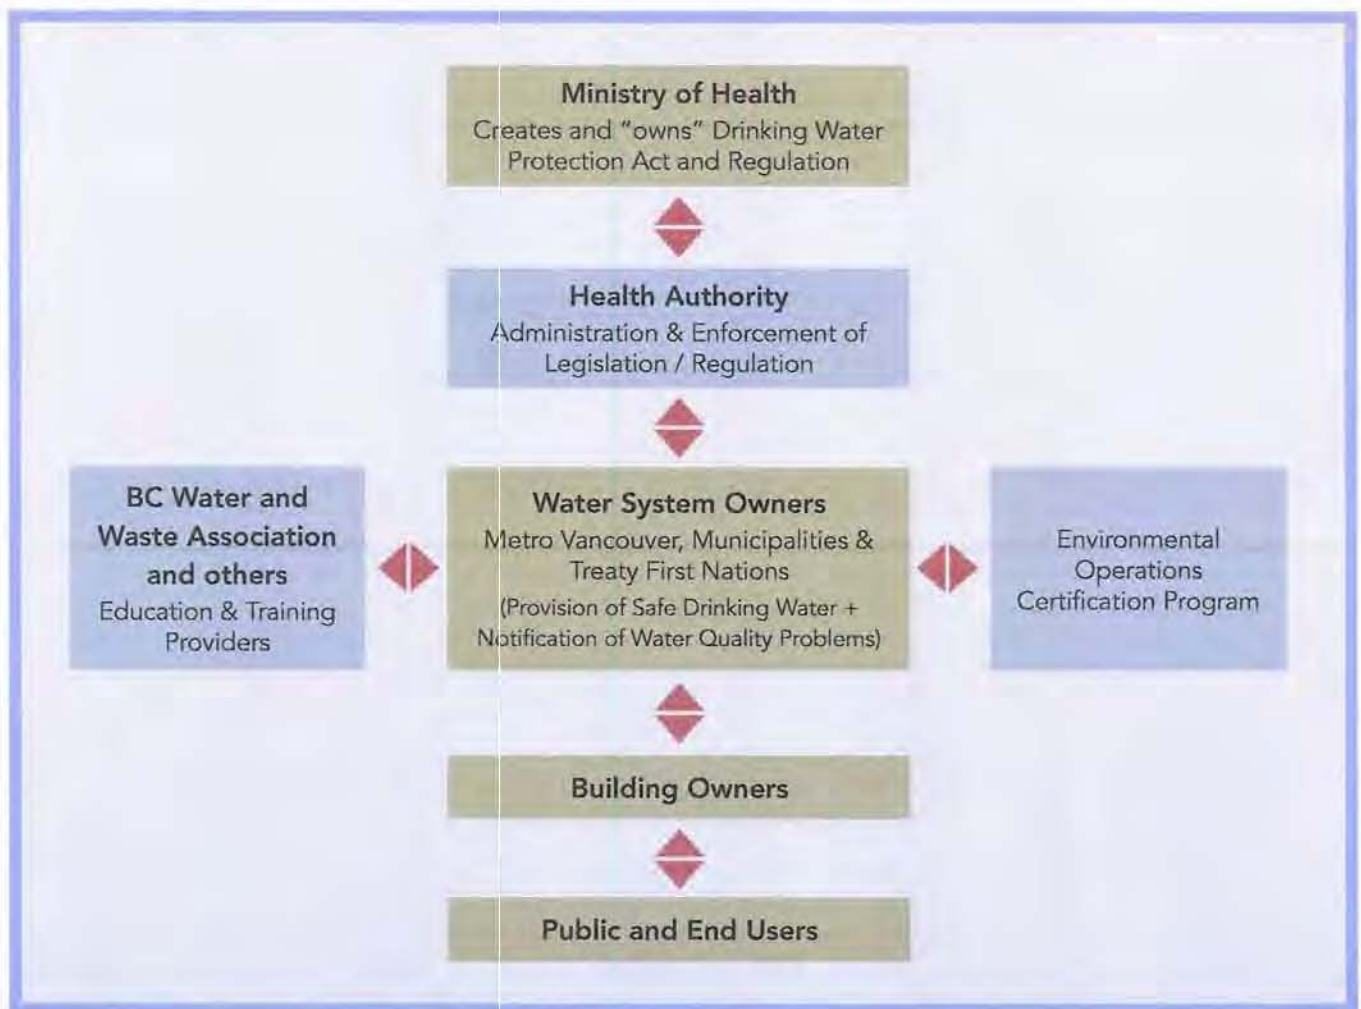 Ministry of Health
Creates and "owns" Drinking Water
Protection Act and Regulation
Health Authority
Administration & Enforcement of
Legislation / Regulation
BC Water and
Waste Association
and others
Education & Training
Providers
Water System Owners
Metro Vancouver, Municipalities &
Treaty First Nations
(Provision of Safe Drinking Water +
Notification of Water Quality Problems)
Environmental
Operations
Certification Program
Building Owners
Public and End Users